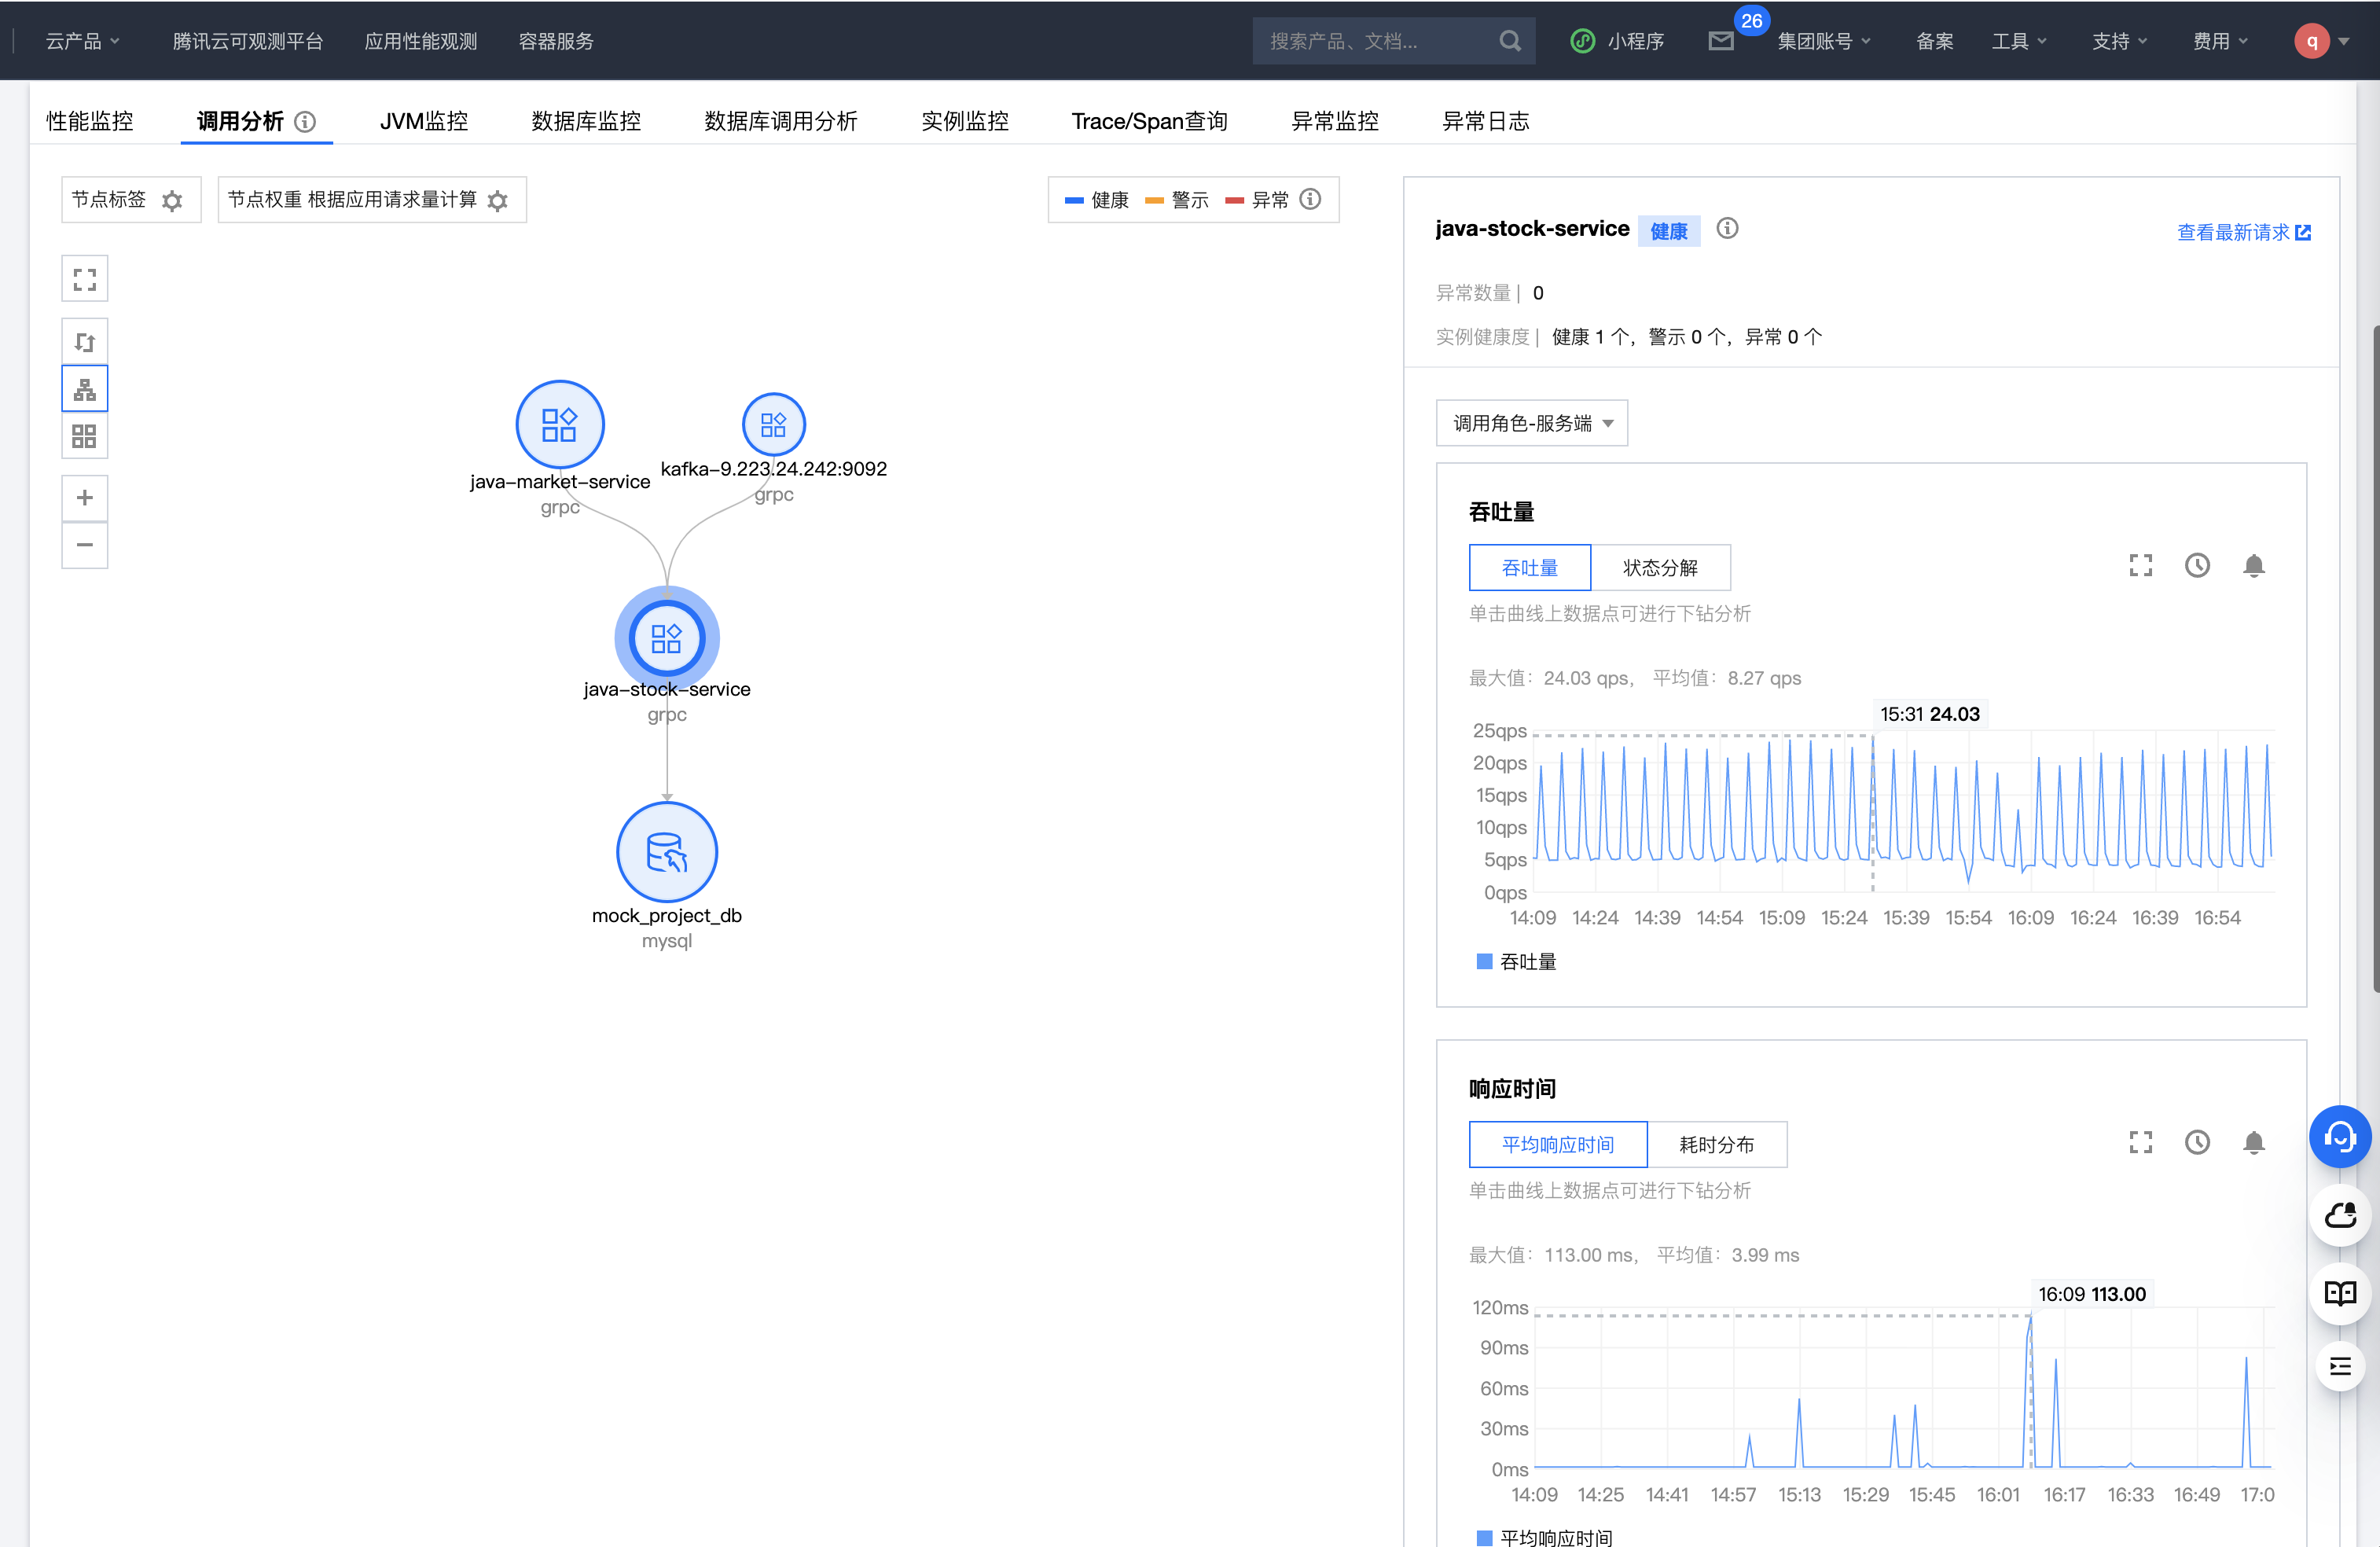 云产品
腾讯云可观测平台
应用性能观测
容器服务
搜索产品、文档...
小程序
26
集团账号
备案
工具
支持
费用
q
性能监控
调用分析
JVM监控
数据库监控
数据库调用分析
实例监控
Trace/Span查询
异常监控
异常日志
节点标签
节点权重 根据应用请求量计算
健康
警示
异常
java-market-service
grpc
kafka-9.223.24.242:9092
grpc
java-stock-service
grpc
mock_project_db
mysql
java-stock-service 健康
查看最新请求
异常数量 | 0
实例健康度 | 健康 1 个，警示 0 个，异常 0 个
调用角色-服务端
吞吐量
吞吐量 状态分解
单击曲线上数据点可进行下钻分析
最大值：24.03 qps， 平均值：8.27 qps
15:31 24.03
25qps
20qps
15qps
10qps
5qps
0qps
14:09 14:24 14:39 14:54 15:09 15:24 15:39 15:54 16:09 16:24 16:39 16:54
吞吐量
响应时间
平均响应时间 耗时分布
单击曲线上数据点可进行下钻分析
最大值：113.00 ms， 平均值：3.99 ms
16:09 113.00
120ms
90ms
60ms
30ms
0ms
14:09 14:25 14:41 14:57 15:13 15:29 15:45 16:01 16:17 16:33 16:49 17:0
平均响应时间